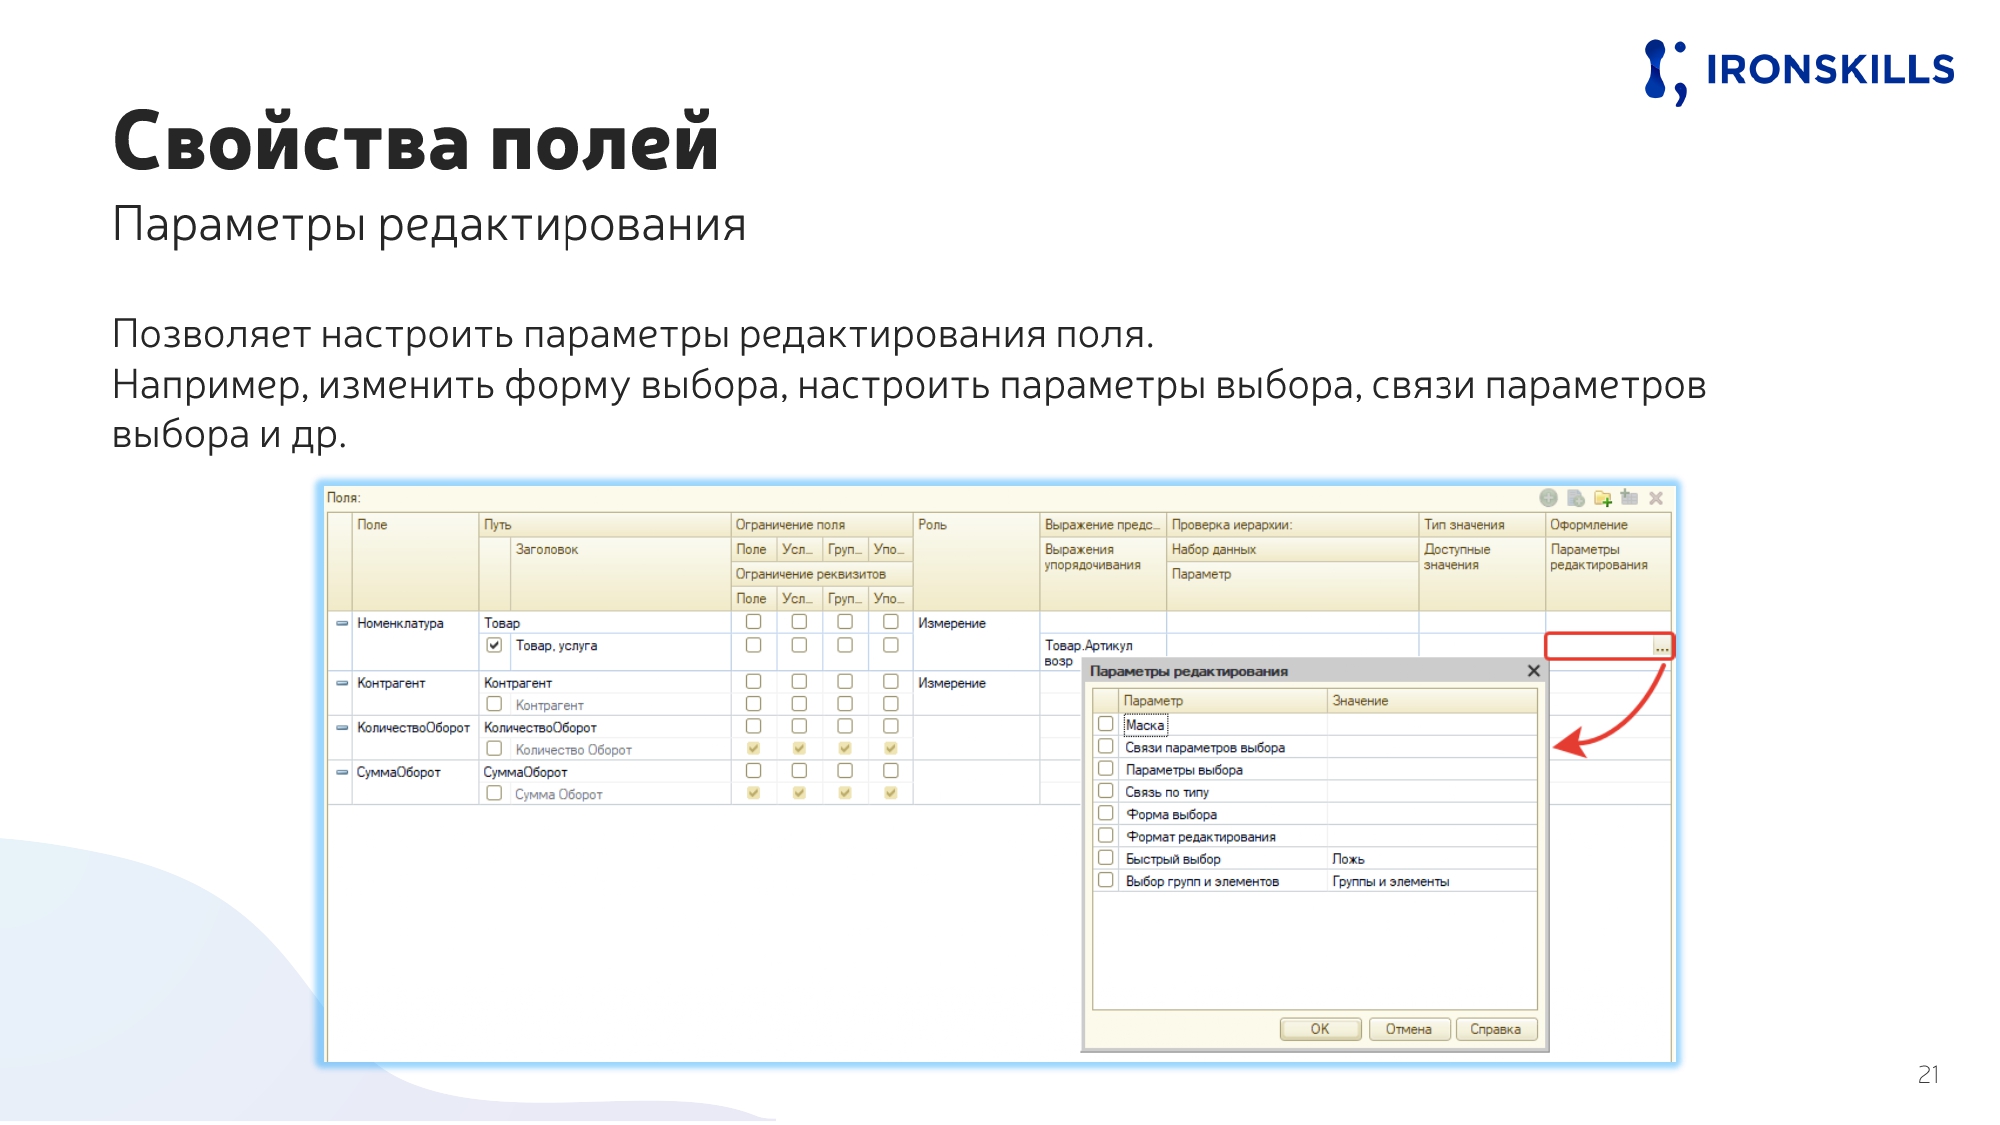 IRONSKILLS
Свойства полей
Параметры редактирования
Позволяет настроить параметры редактирования поля.
Например, изменить форму выбора, настроить параметры выбора, связи параметров
выбора и др.
Поля:
Поле Путь Ограничение поля Роль Выражение предс... Проверка иерархии: Тип значения Оформление
Заголовок Поле Усл... Груп... Упо... Выражения упорядочивания Набор данных Доступные значения Параметры редактирования
Ограничение реквизитов Параметр
Поле Усл... Груп... Упо...
Номенклатура Товар Измерение
Товар, услуга Товар.Артикул ...
возр
Контрагент Контрагент Измерение
Контрагент
КоличествоОборот КоличествоОборот
Количество Оборот
СуммаОборот СуммаОборот
Сумма Оборот
Параметры редактирования
Параметр Значение
Маска
Связи параметров выбора
Параметры выбора
Связь по типу
Форма выбора
Формат редактирования
Быстрый выбор Ложь
Выбор групп и элементов Группы и элементы
OK Отмена Справка
21